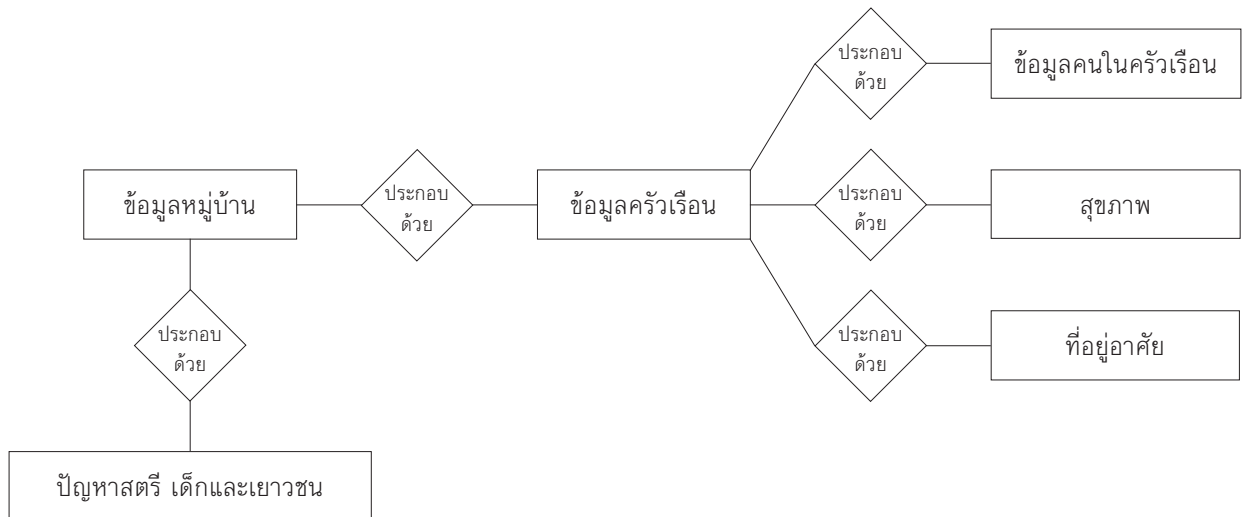 ประกอบ
ด้วย
ข้อมูลคนในครัวเรือน
ข้อมูลหมู่บ้าน
ประกอบ
ด้วย
ข้อมูลครัวเรือน
ประกอบ
ด้วย
สุขภาพ
ประกอบ
ด้วย
ประกอบ
ด้วย
ที่อยู่อาศัย
ปัญหาสตรี เด็กและเยาวชน